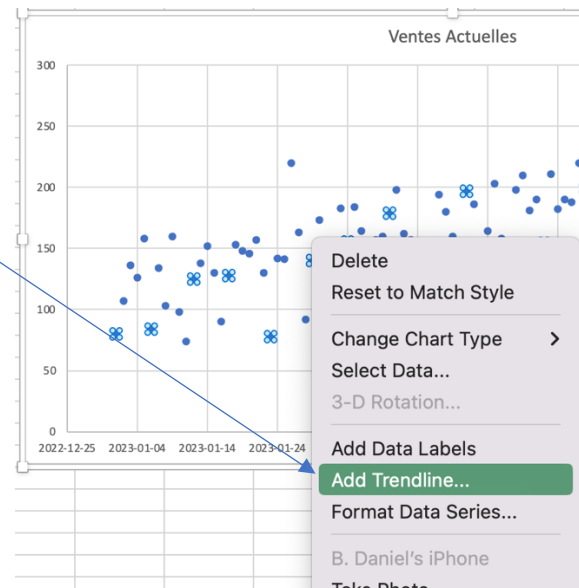 Ventes Actuelles
300
250
200
150
100
50
0
2022-12-25 2023-01-04 2023-01-14 2023-01-24
Delete
Reset to Match Style
Change Chart Type
Select Data...
3-D Rotation...
Add Data Labels
Add Trendline...
Format Data Series...
B. Daniel's iPhone
Take Photo